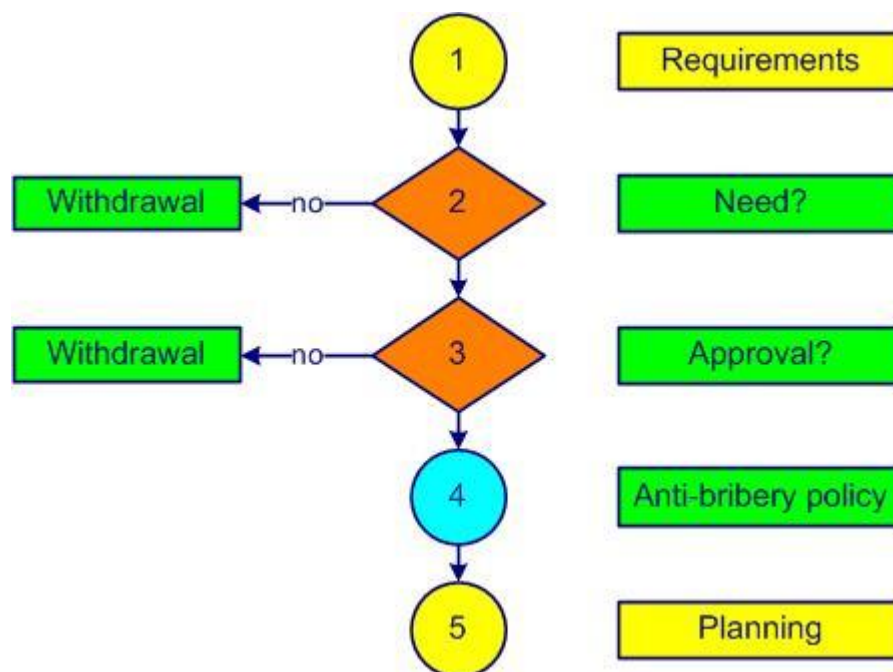 1 Requirements
Withdrawal no 2 Need?
Withdrawal no 3 Approval?
4 Anti-bribery policy
5 Planning